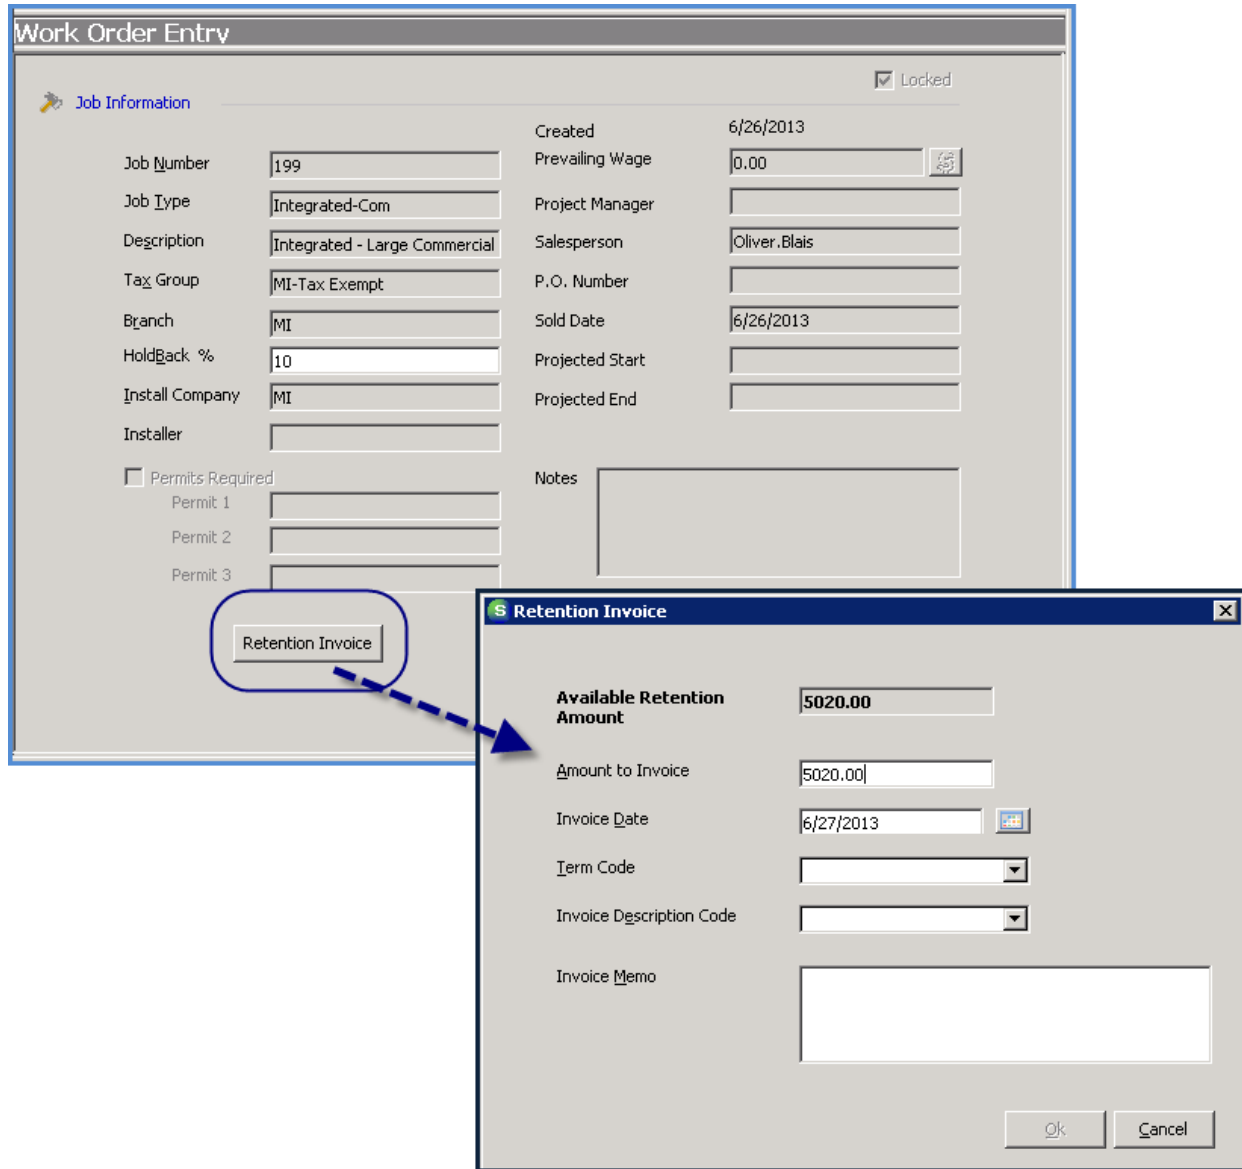 Work Order Entry
Locked
Job Information
Created 6/26/2013
Job Number 199
Prevailing Wage 0.00
Job Type Integrated-Com
Project Manager
Description Integrated - Large Commercial
Salesperson Oliver.Blais
Tax Group MI-Tax Exempt
P.O. Number
Branch MI
Sold Date 6/26/2013
HoldBack % 10
Projected Start
Install Company MI
Projected End
Installer
Permits Required
Notes
Permit 1
Permit 2
Permit 3
Retention Invoice
S Retention Invoice
Available Retention
Amount
5020.00
Amount to Invoice 5020.00
Invoice Date 6/27/2013
Term Code
Invoice Description Code
Invoice Memo
Ok
Cancel